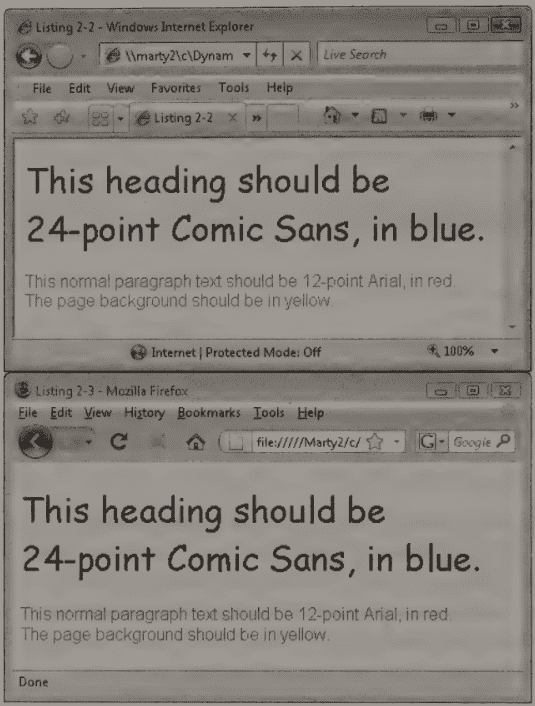 Listing 2-2 - Windows Internet Explorer
\\marty2\c\Dynam Live Search
File Edit View Favorites Tools Help
Listing 2-2 »
»
This heading should be
24-point Comic Sans, in blue.
This normal paragraph text should be 12-point Arial, in red.
The page background should be in yellow.
Internet | Protected Mode: Off 100%
Listing 2-3 - Mozilla Firefox
File Edit View History Bookmarks Tools Help
file://///Marty2/c/ G Google
This heading should be
24-point Comic Sans, in blue.
This normal paragraph text should be 12-point Arial, in red.
The page background should be in yellow.
Done